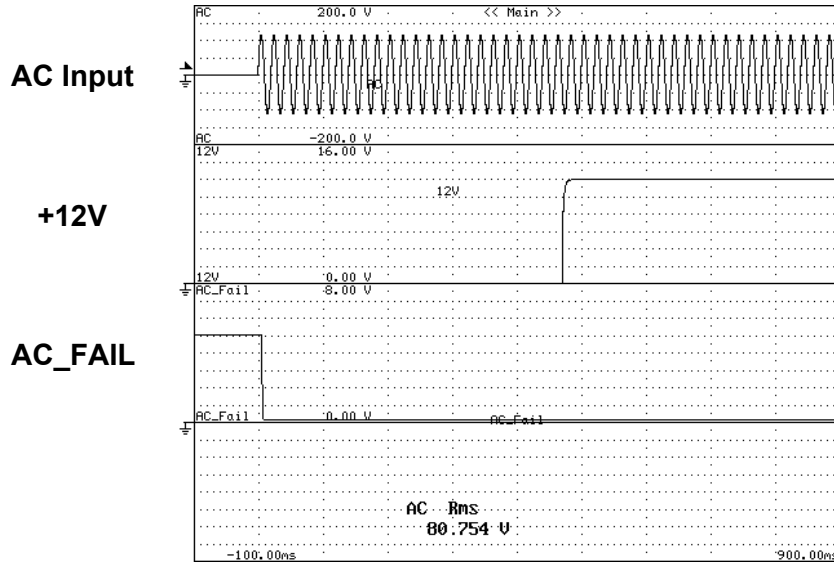 AC 200.0 V << Main >>
AC Input
AC
AC -200.0 V
12V 16.00 V
12V
+12V
12V 0.00 V
AC_Fail 8.00 V
AC_FAIL
AC_Fail 0.00 V
AC_Fail
AC Rms
80.754 V
-100.00ms 900.00ms